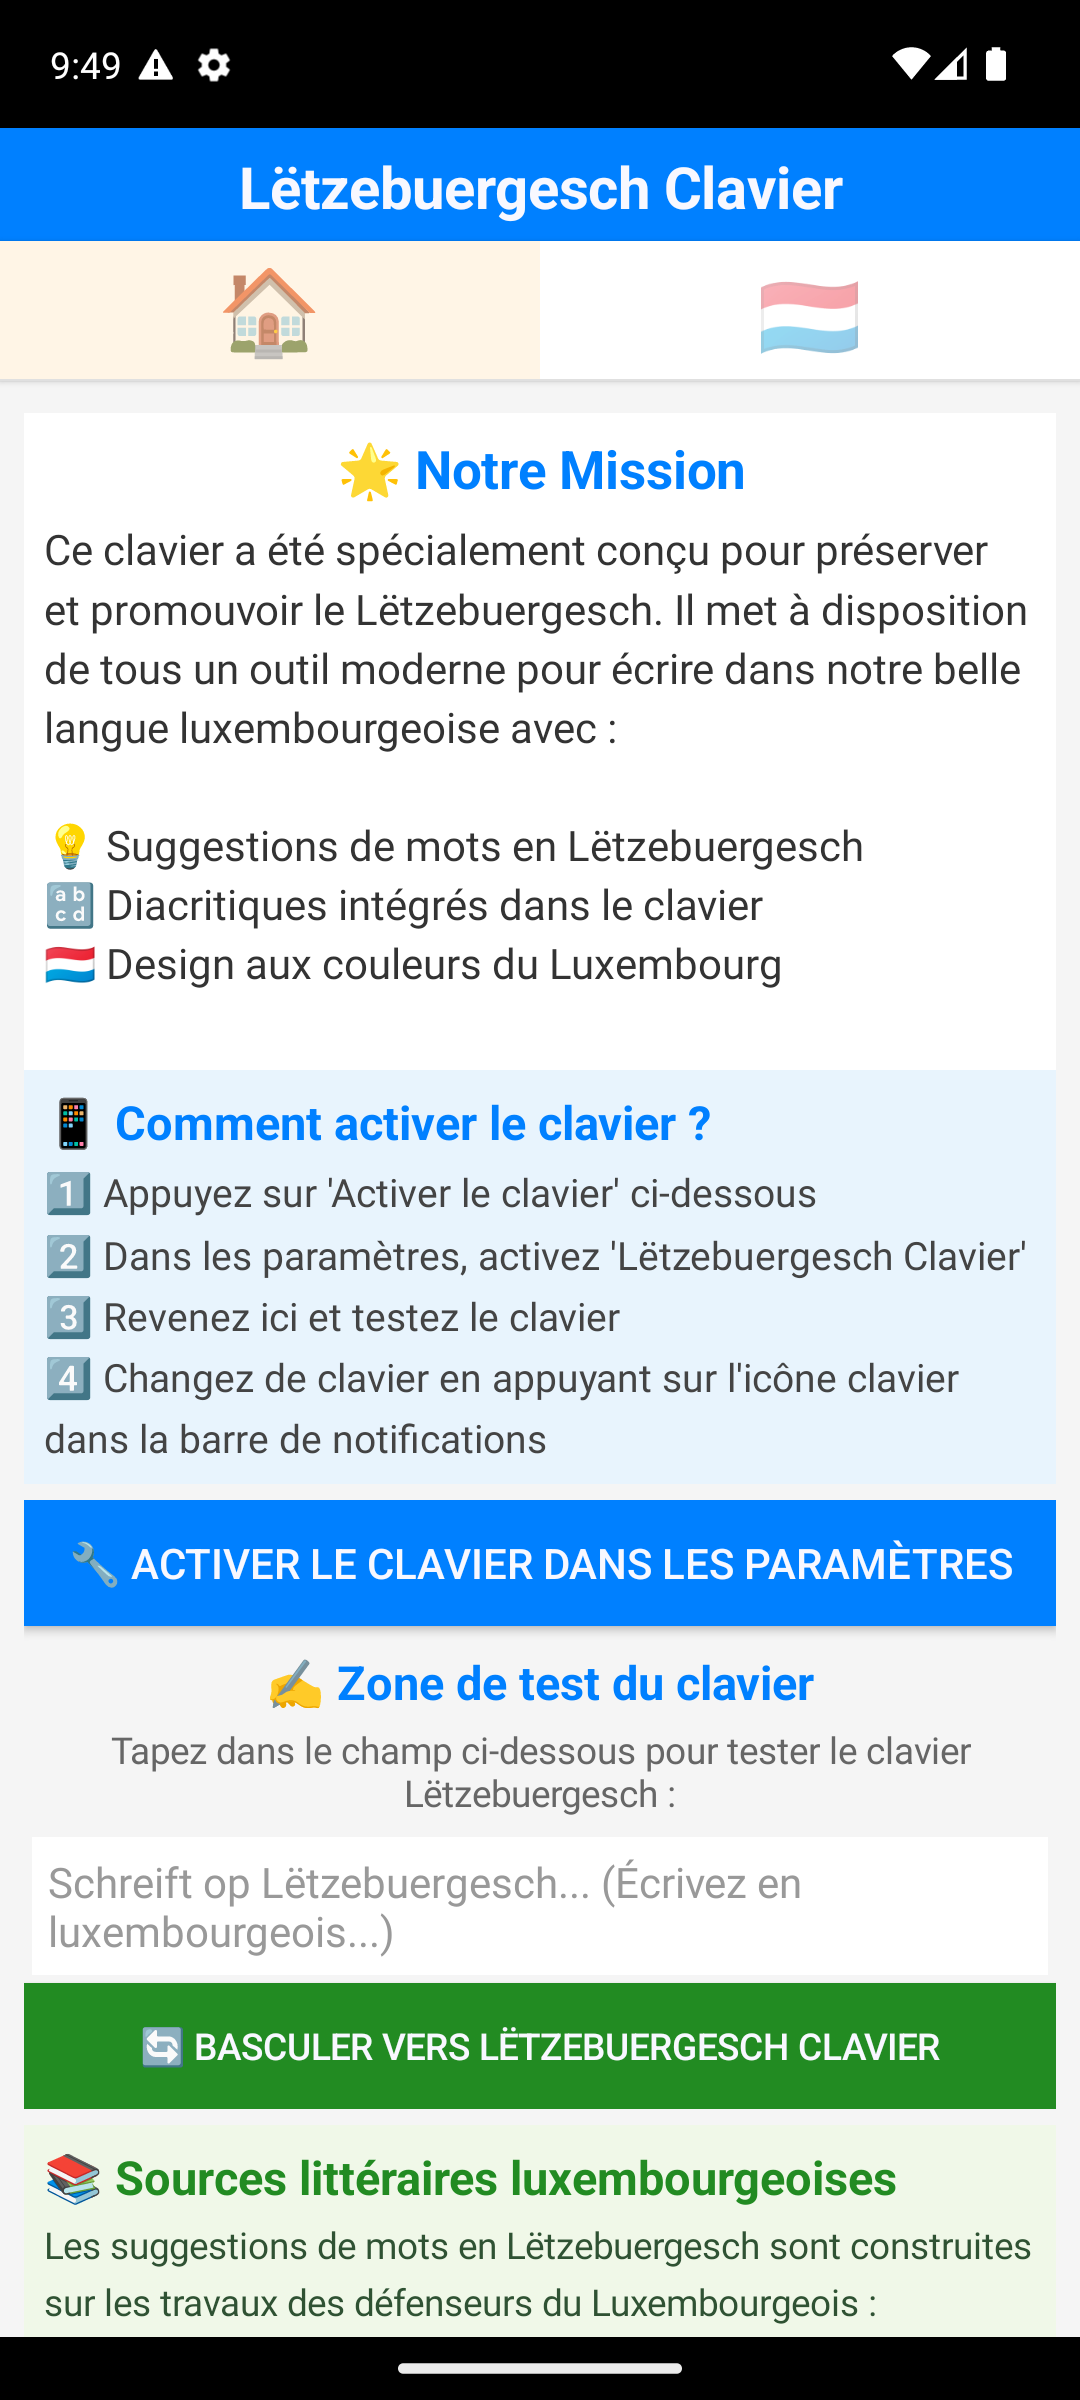 9:49
Lëtzebuergesch Clavier
🌟 Notre Mission
Ce clavier a été spécialement conçu pour préserver
et promouvoir le Lëtzebuergesch. Il met à disposition
de tous un outil moderne pour écrire dans notre belle
langue luxembourgeoise avec :
💡 Suggestions de mots en Lëtzebuergesch
🔡 Diacritiques intégrés dans le clavier
🇱🇺 Design aux couleurs du Luxembourg
📱 Comment activer le clavier ?
1️⃣ Appuyez sur 'Activer le clavier' ci-dessous
2️⃣ Dans les paramètres, activez 'Lëtzebuergesch Clavier'
3️⃣ Revenez ici et testez le clavier
4️⃣ Changez de clavier en appuyant sur l'icône clavier
dans la barre de notifications
🔧 ACTIVER LE CLAVIER DANS LES PARAMÈTRES
✍️ Zone de test du clavier
Tapez dans le champ ci-dessous pour tester le clavier
Lëtzebuergesch :
Schreift op Lëtzebuergesch... (Écrivez en
luxembourgeois...)
🔄 BASCULER VERS LËTZEBUERGESCH CLAVIER
📚 Sources littéraires luxembourgeoises
Les suggestions de mots en Lëtzebuergesch sont construites
sur les travaux des défenseurs du Luxembourgeois :